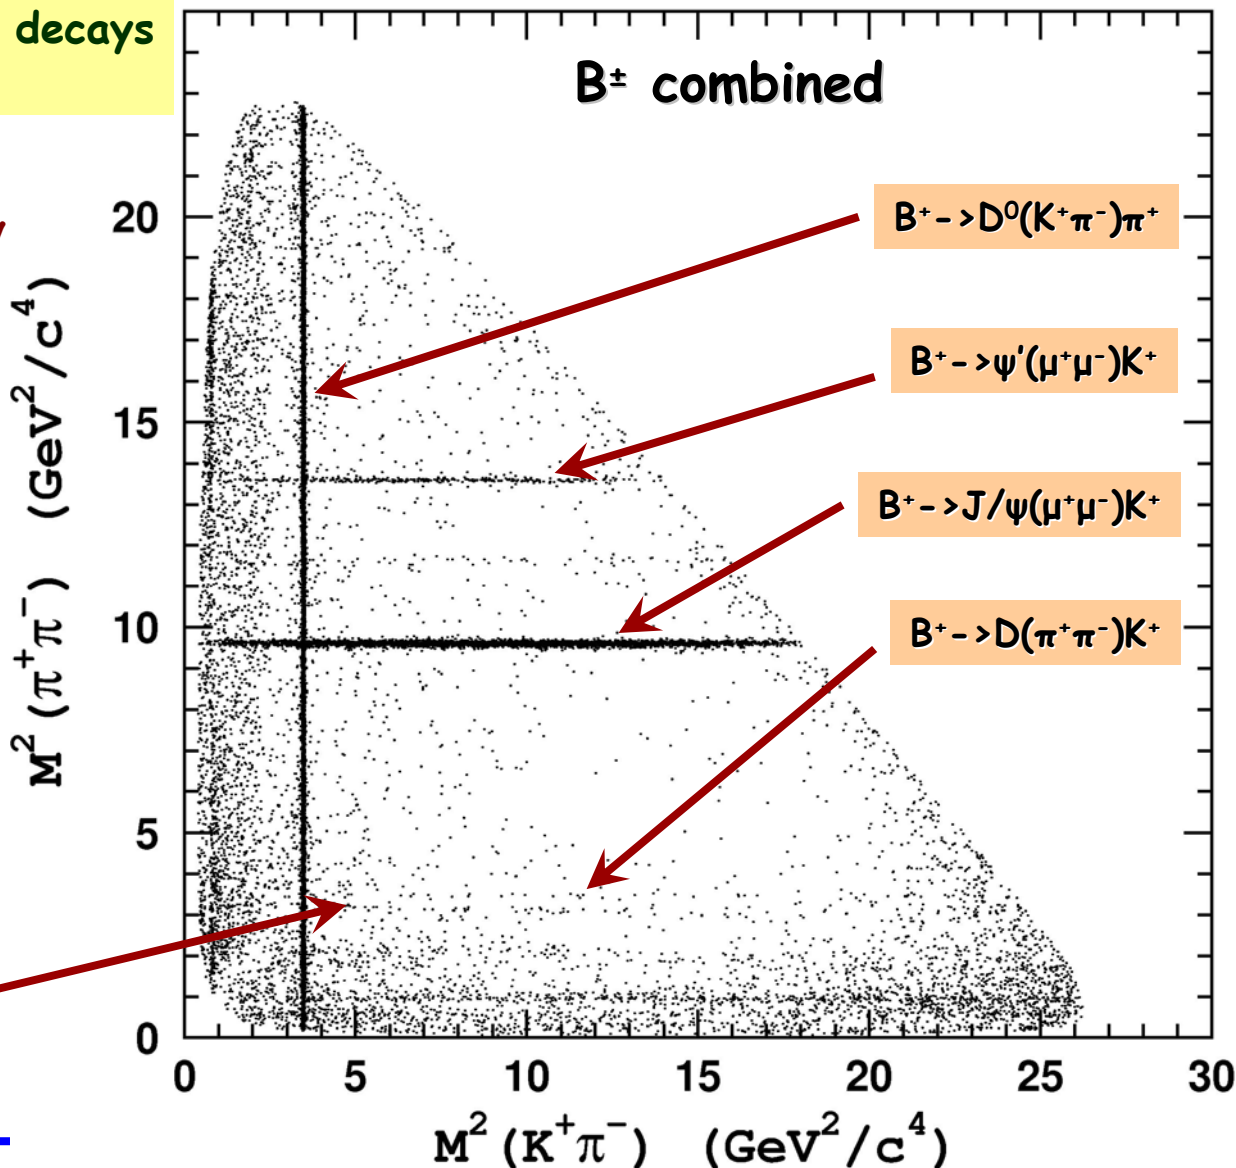 decays
B± combined
B⁺->D⁰(K⁺π⁻)π⁺
B⁺->ψ'(μ⁺μ⁻)K⁺
B⁺->J/ψ(μ⁺μ⁻)K⁺
B⁺->D(π⁺π⁻)K⁺
M²(π⁺π⁻) (GeV²/c⁴)
20
15
10
5
0
0 5 10 15 20 25 30
M²(K⁺π⁻) (GeV²/c⁴)